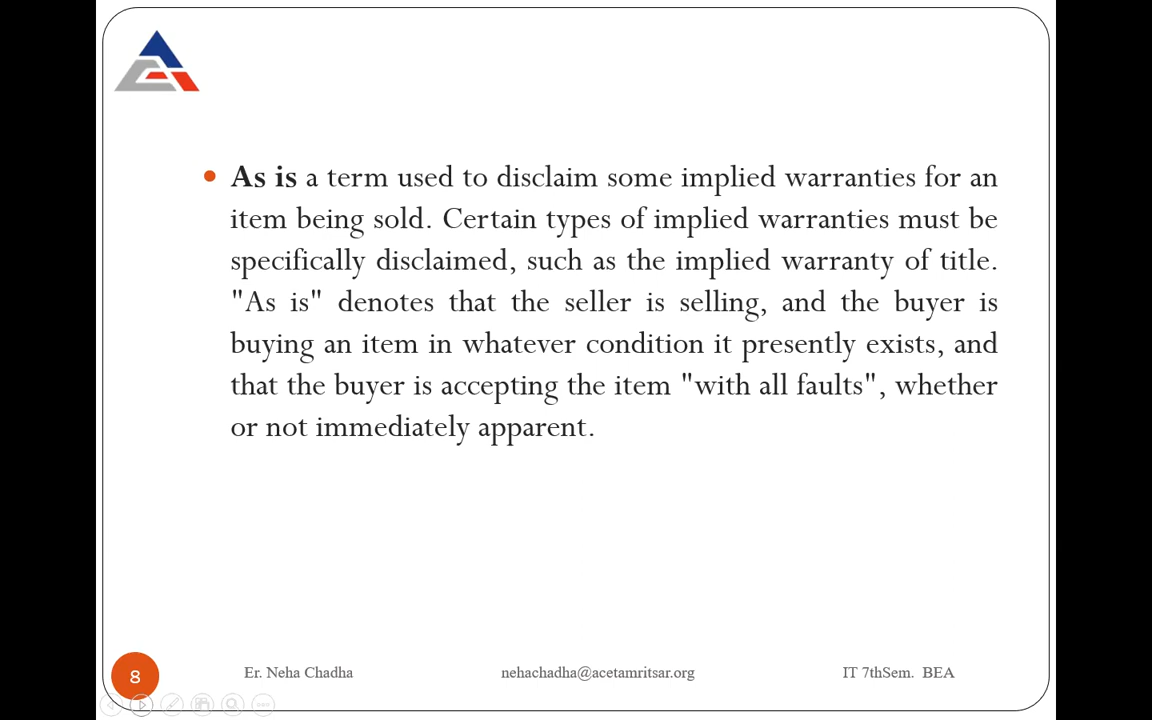 As is a term used to disclaim some implied warranties for an
item being sold. Certain types of implied warranties must be
specifically disclaimed, such as the implied warranty of title.
"As is" denotes that the seller is selling, and the buyer is
buying an item in whatever condition it presently exists, and
that the buyer is accepting the item "with all faults", whether
or not immediately apparent.
8
Er. Neha Chadha
nehachadha@acetamritsar.org
IT 7thSem. BEA